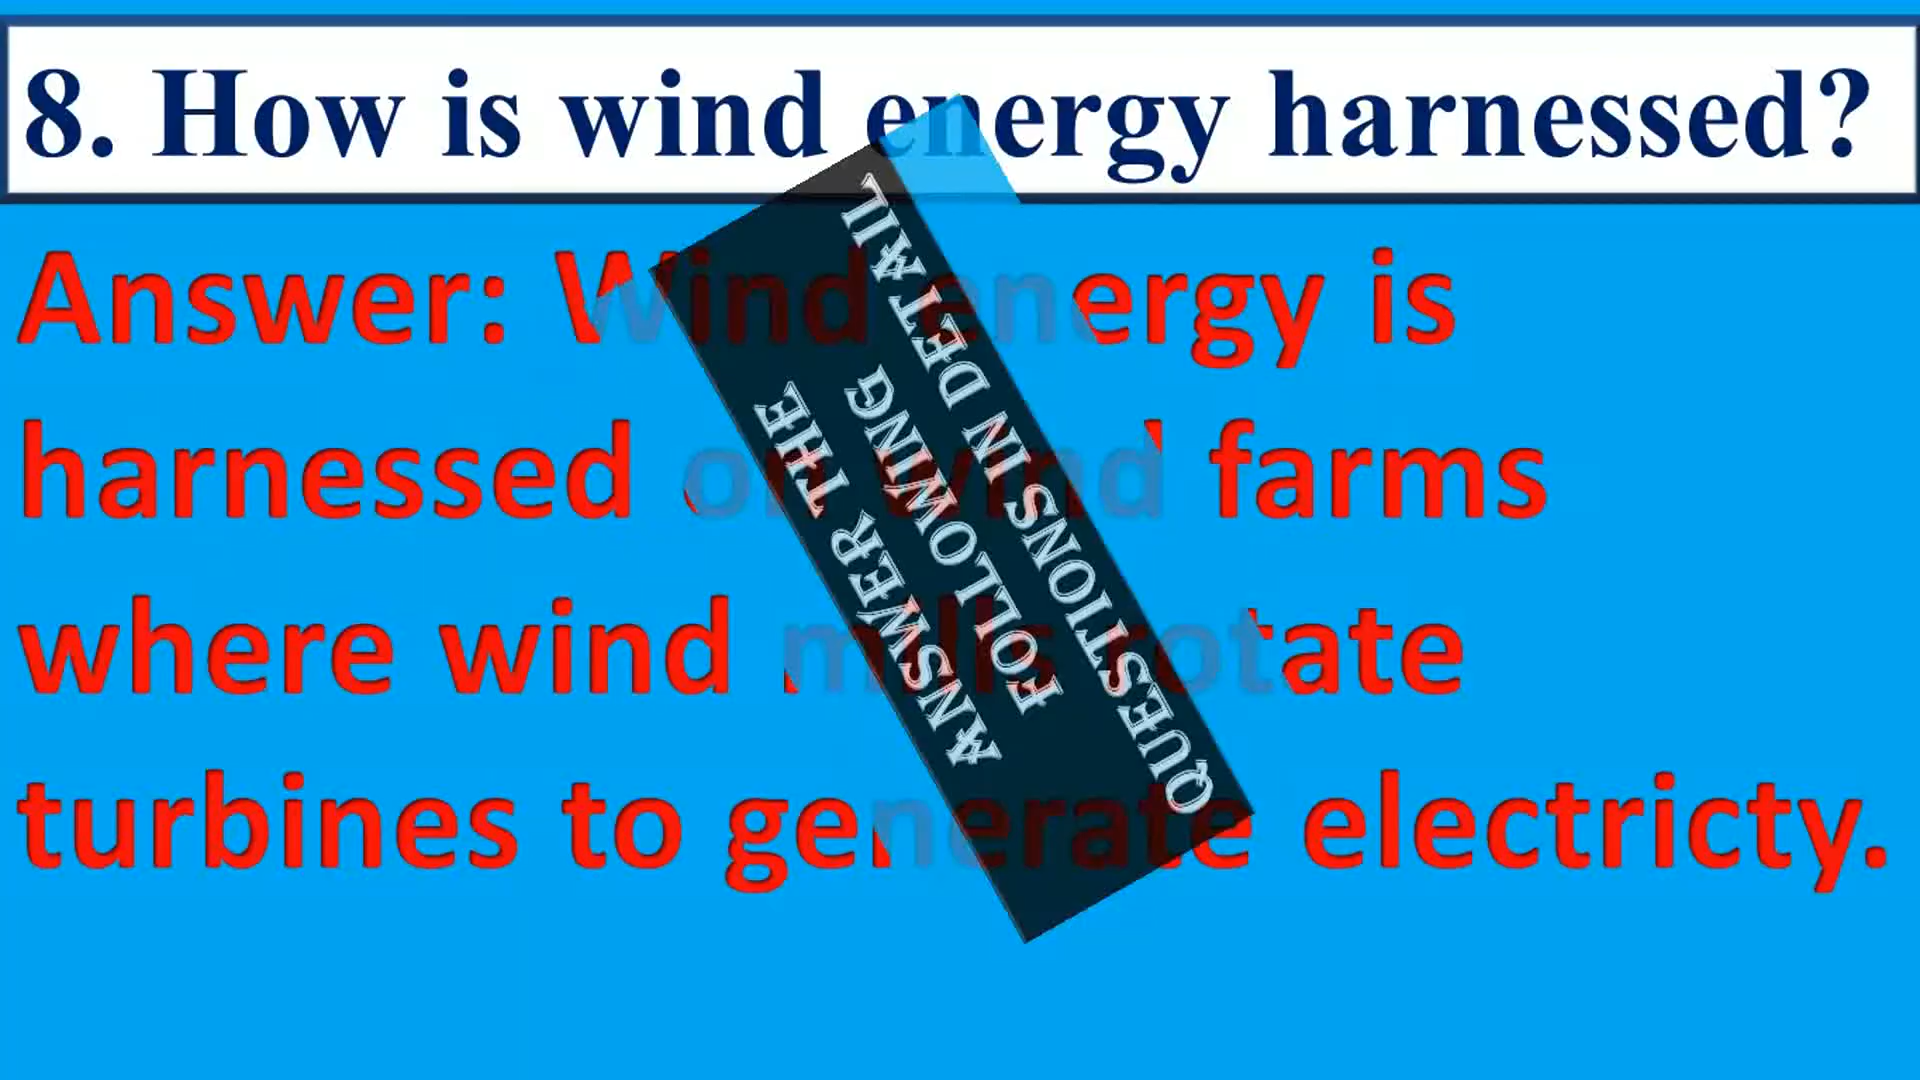 8. How is wind energy harnessed?
Answer: Wind energy is
harnessed on wind farms
where wind mills rotate
turbines to generate electricty.
ANSWER THE
FOLLOWING
QUESTIONS IN DETAIL